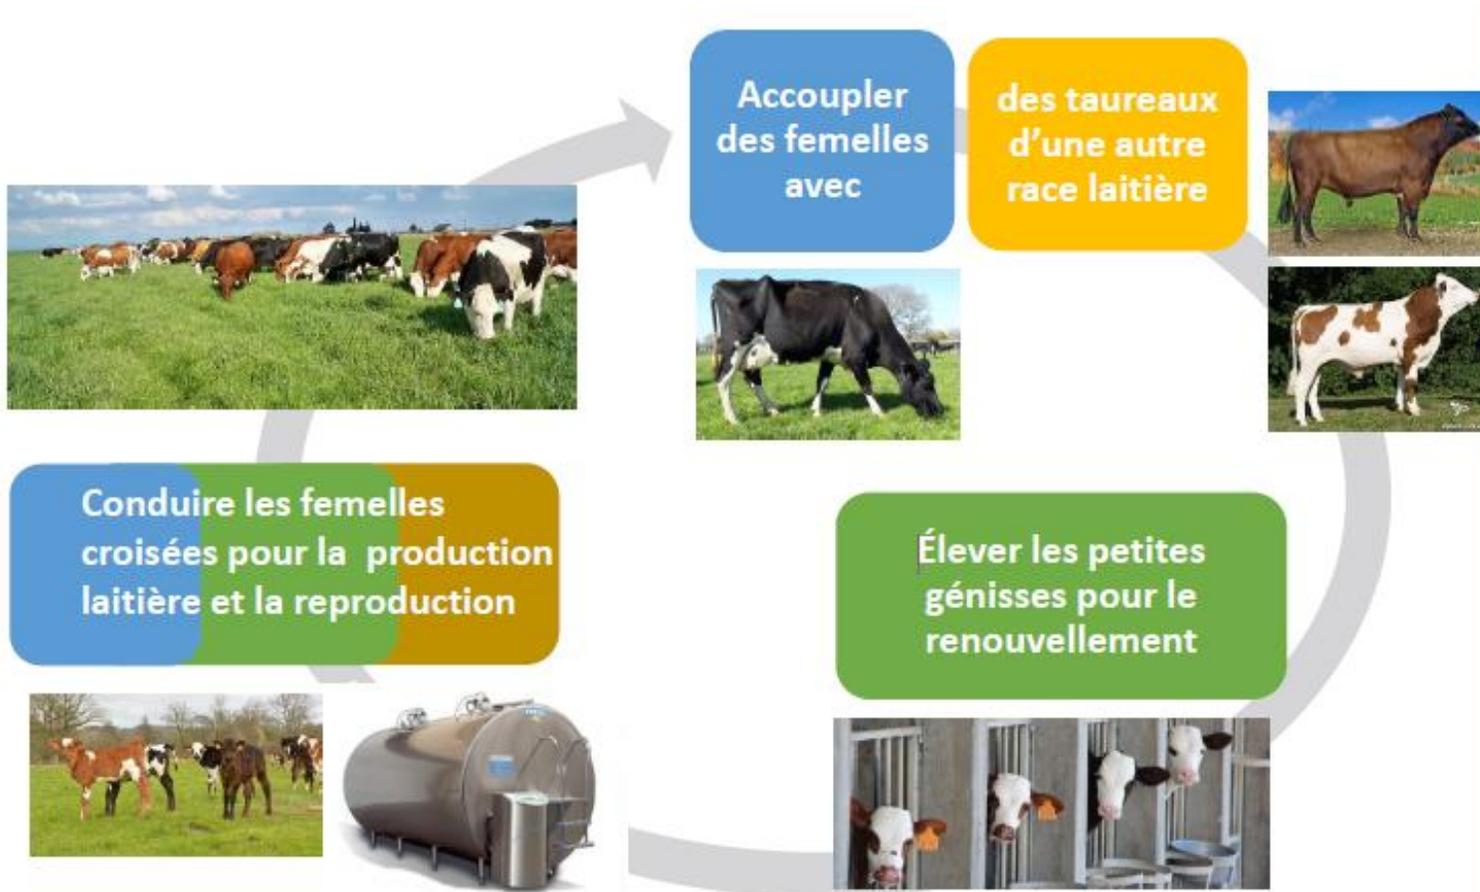 Accoupler
des femelles
avec
des taureaux
d'une autre
race laitière
Élever les petites
génisses pour le
renouvellement
Conduire les femelles
croisées pour la production
laitière et la reproduction